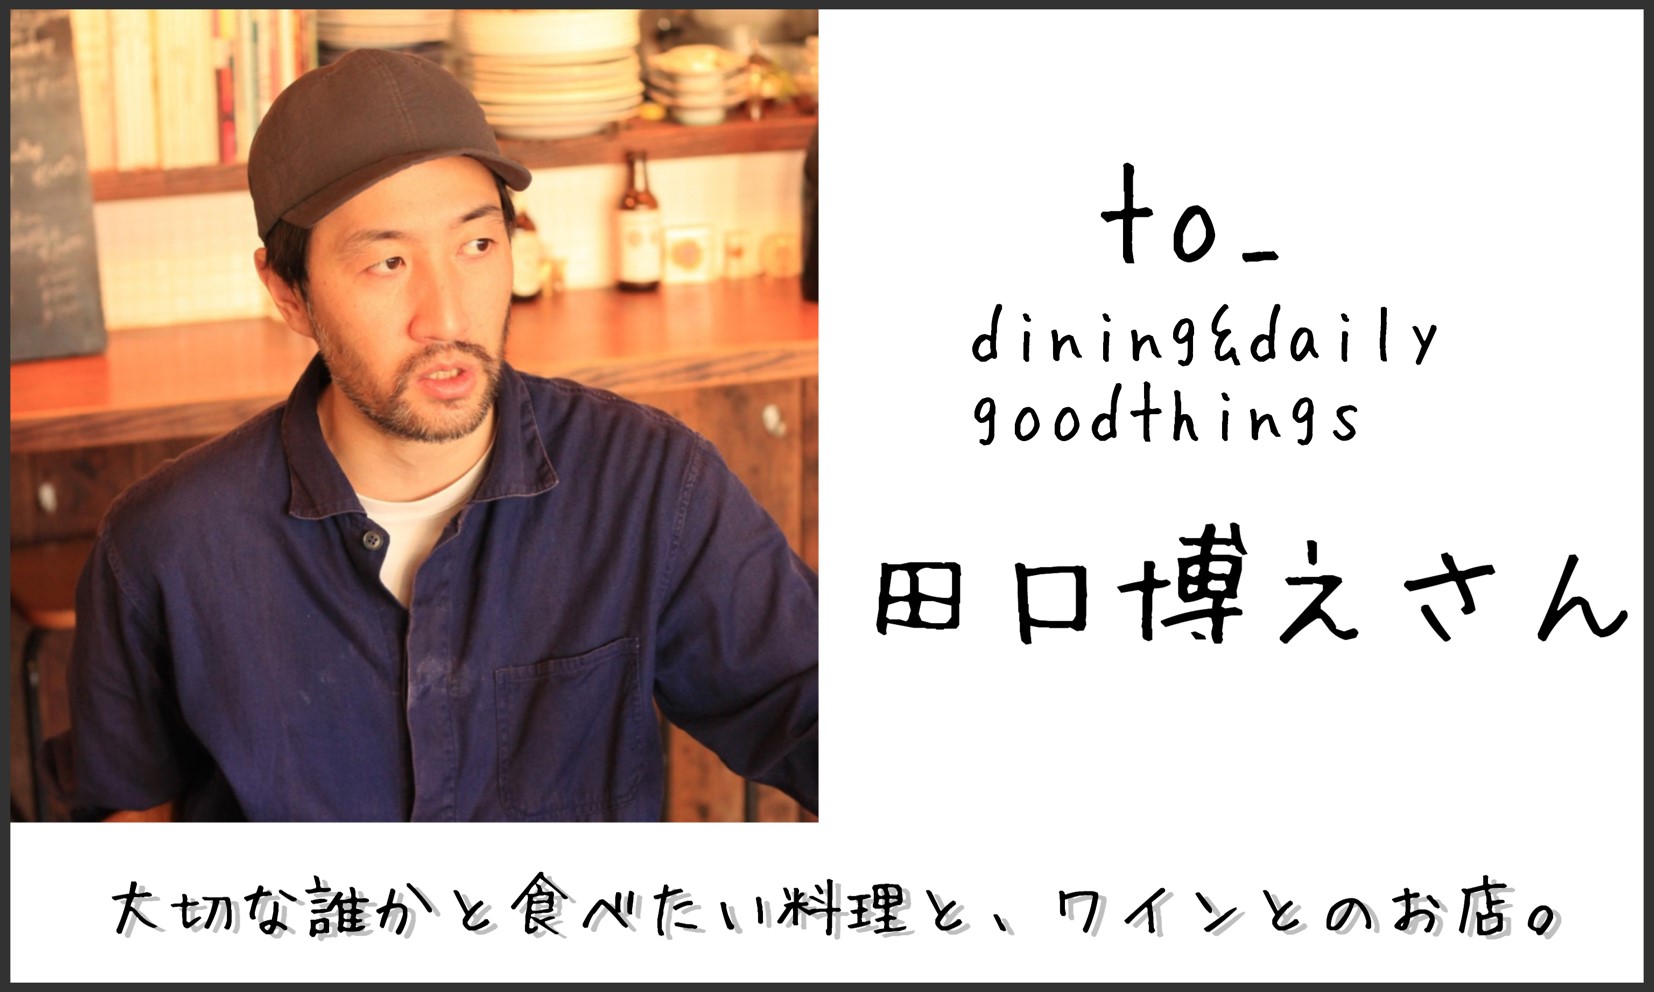 to_
dining&daily
goodthings
田口博えさん
大切な誰かと食べたい料理と、ワインとのお店。